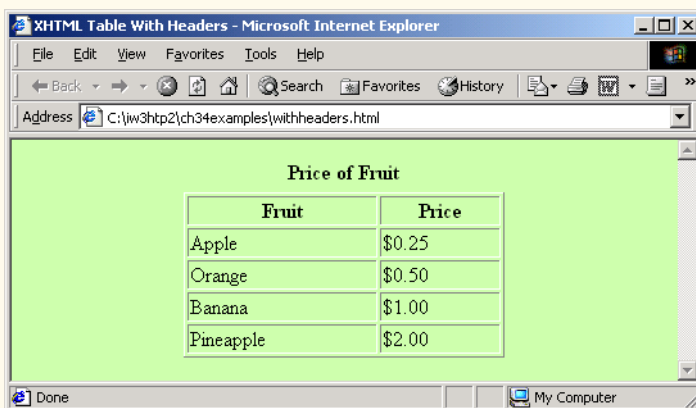 XHTML Table With Headers - Microsoft Internet Explorer
File Edit View Favorites Tools Help
Back Search Favorites History »
Address C:\iw3htp2\ch34examples\withheaders.html
Price of Fruit
Fruit Price
Apple $0.25
Orange $0.50
Banana $1.00
Pineapple $2.00
Done My Computer